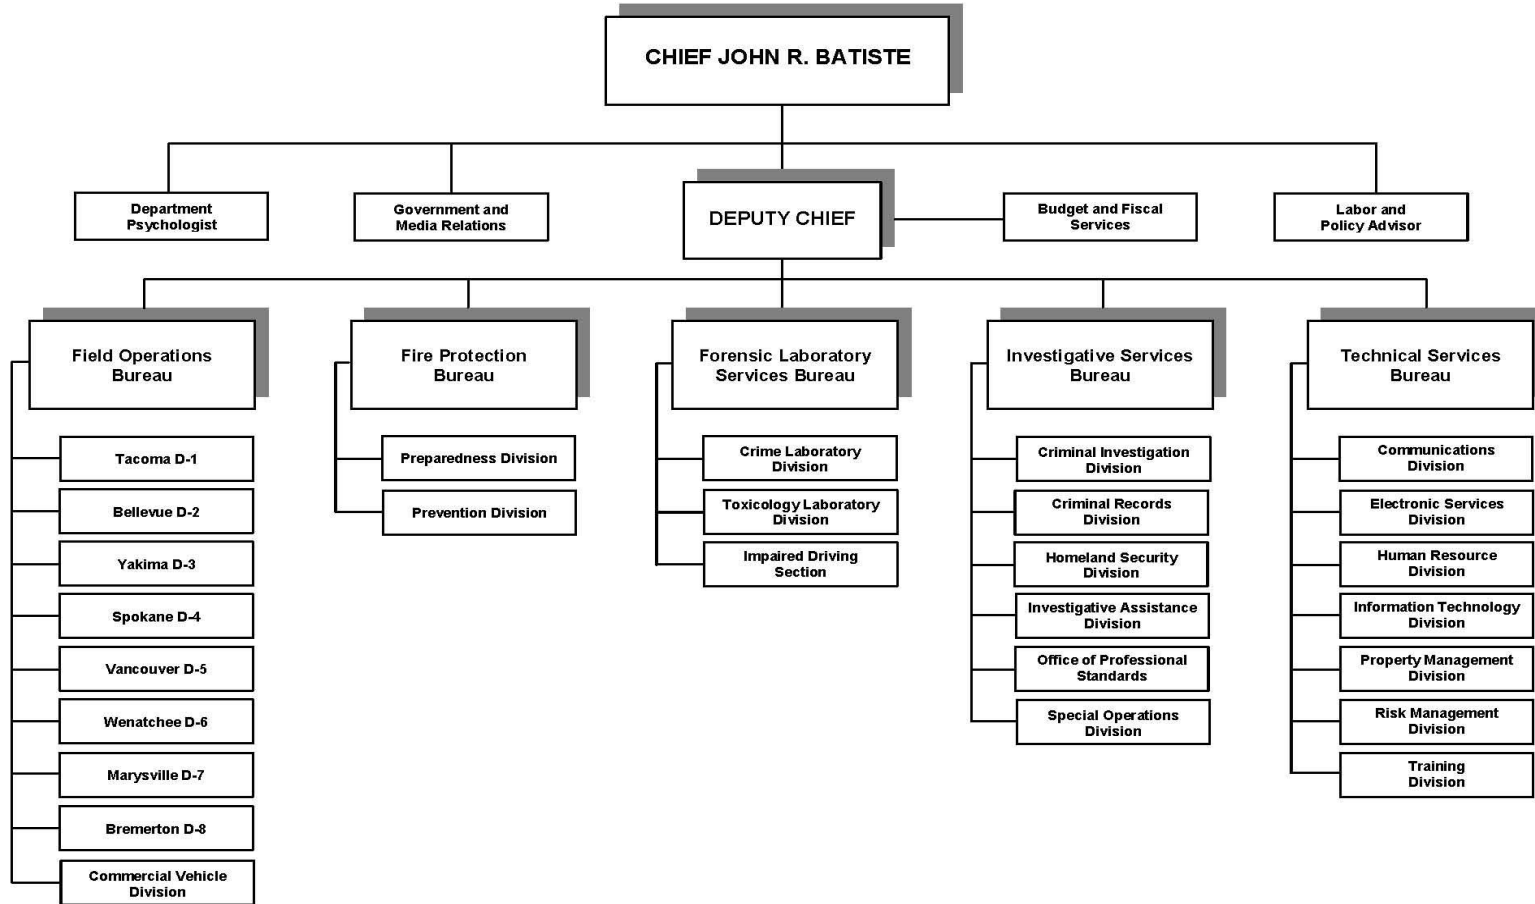 CHIEF JOHN R. BATISTE
Department
Psychologist
Government and
Media Relations
DEPUTY CHIEF
Budget and Fiscal
Services
Labor and
Policy Advisor
Field Operations
Bureau
Tacoma D-1
Bellevue D-2
Yakima D-3
Spokane D-4
Vancouver D-5
Wenatchee D-6
Marysville D-7
Bremerton D-8
Commercial Vehicle
Division
Fire Protection
Bureau
Preparedness Division
Prevention Division
Forensic Laboratory
Services Bureau
Crime Laboratory
Division
Toxicology Laboratory
Division
Impaired Driving
Section
Investigative Services
Bureau
Criminal Investigation
Division
Criminal Records
Division
Homeland Security
Division
Investigative Assistance
Division
Office of Professional
Standards
Special Operations
Division
Technical Services
Bureau
Communications
Division
Electronic Services
Division
Human Resource
Division
Information Technology
Division
Property Management
Division
Risk Management
Division
Training
Division